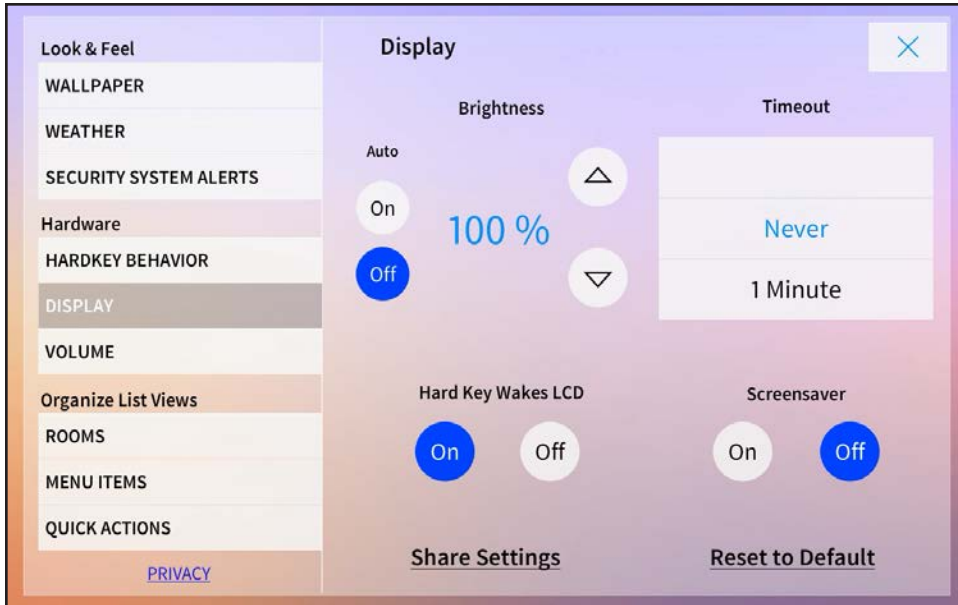 Look & Feel
WALLPAPER
WEATHER
SECURITY SYSTEM ALERTS
Hardware
HARDKEY BEHAVIOR
DISPLAY
VOLUME
Organize List Views
ROOMS
MENU ITEMS
QUICK ACTIONS
PRIVACY
Display
Brightness
Auto
On
Off
100 %
Timeout
Never
1 Minute
Hard Key Wakes LCD
On Off
Screensaver
On Off
Share Settings
Reset to Default